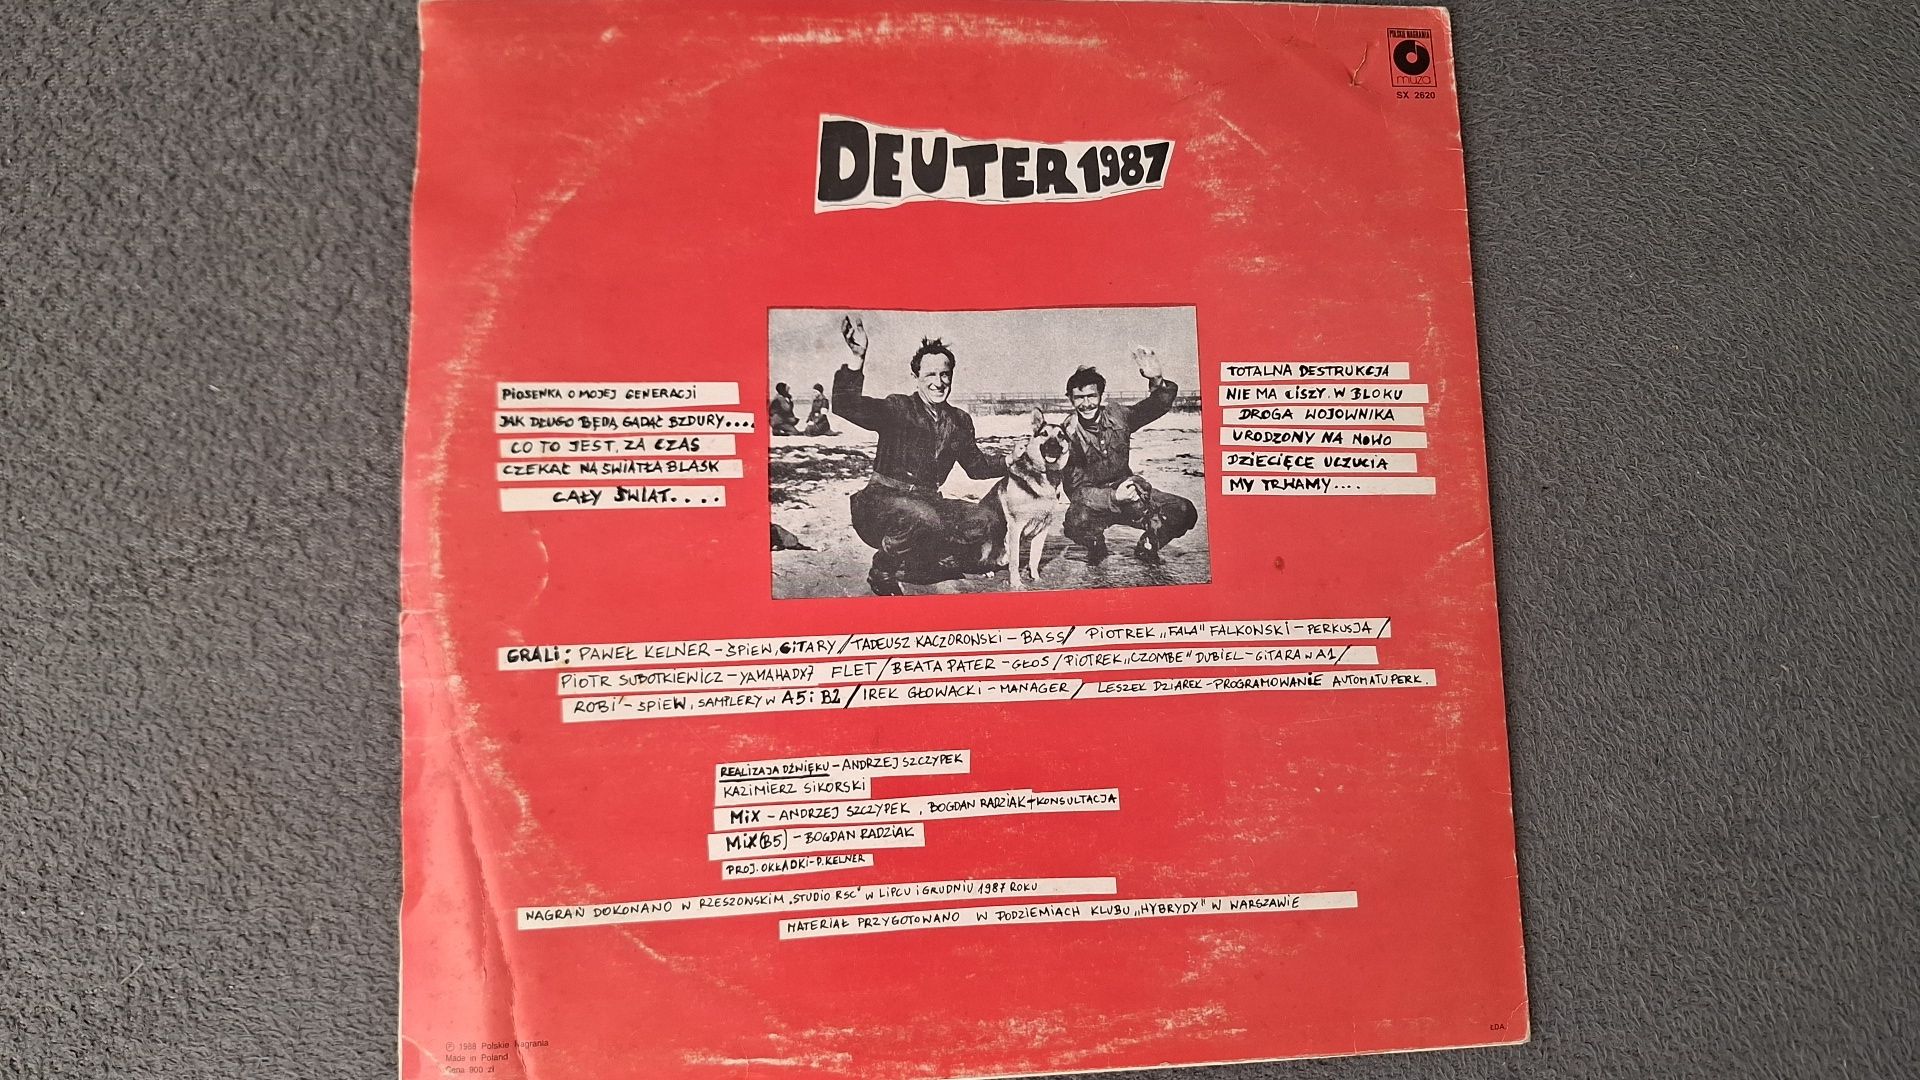 POLSKIE NAGRANIA
muza
SX 2620
DEUTER 1987
PIOSENKA O MOJEJ GENERACJI
JAK DŁUGO BĘDĄ GADAĆ BZDURY....
CO TO JEST ZA CZAS
CZEKAĆ NA ŚWIATŁA BLASK
CAŁY ŚWIAT....
TOTALNA DESTRUKCJA
NIE MA CISZY W BLOKU
DROGA WOJOWNIKA
URODZONY NA NOWO
DZIECIĘCE UCZUCIA
MY TRWAMY....
GRALI: PAWEŁ KELNER - ŚPIEW, GITARY / TADEUSZ KACZOROWSKI - BASS / PIOTREK „FALA" FALKOWSKI - PERKUSJA /
PIOTR SUBOTKIEWICZ - YAMAHA DX7 FLET / BEATA PATER - GŁOS / PIOTREK „CZOMBE" DUBIEL - GITARA W A1 /
ROBI - ŚPIEW, SAMPLERY W A5 i B2 / IREK GŁOWACKI - MANAGER / LESZEK DZIAREK - PROGRAMOWANIE AUTOMATU PERK.
REALIZAJA DŹWIĘKU - ANDRZEJ SZCZYPEK
KAZIMIERZ SIKORSKI
MIX - ANDRZEJ SZCZYPEK, BOGDAN RADZIAK + KONSULTACJA
MIX (B5) - BOGDAN RADZIAK
PROJ. OKŁADKI - P. KELNER
NAGRAŃ DOKONANO W RZESZOWSKIM „STUDIO RSC" W LIPCU I GRUDNIU 1987 ROKU
MATERIAŁ PRZYGOTOWANO W PODZIEMIACH KLUBU „HYBRYDY" W WARSZAWIE
℗ 1988 Polskie Nagrania
Made in Poland
Cena 900 zł
ŁDA.